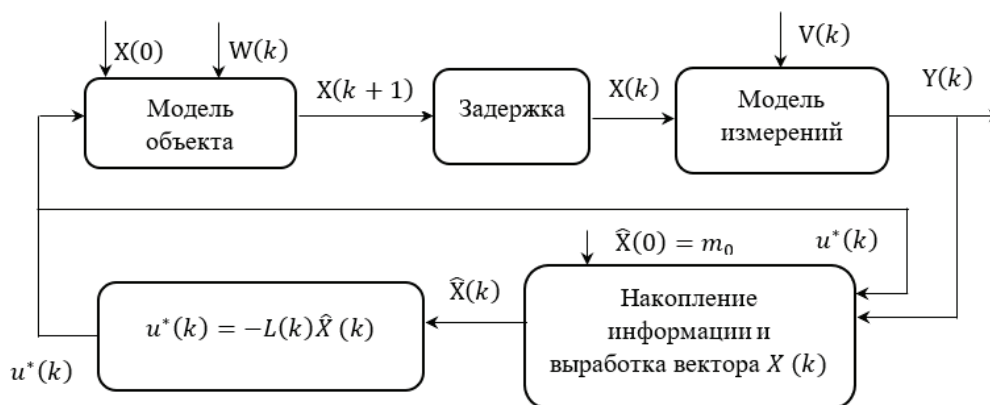 X(0)
W(k)
V(k)
Модель
объекта
X(k + 1)
Задержка
X(k)
Модель
измерений
Y(k)
X̂(0) = m₀
u*(k)
u*(k) = −L(k)X̂ (k)
X̂(k)
Накопление
информации и
выработка вектора X (k)
u*(k)